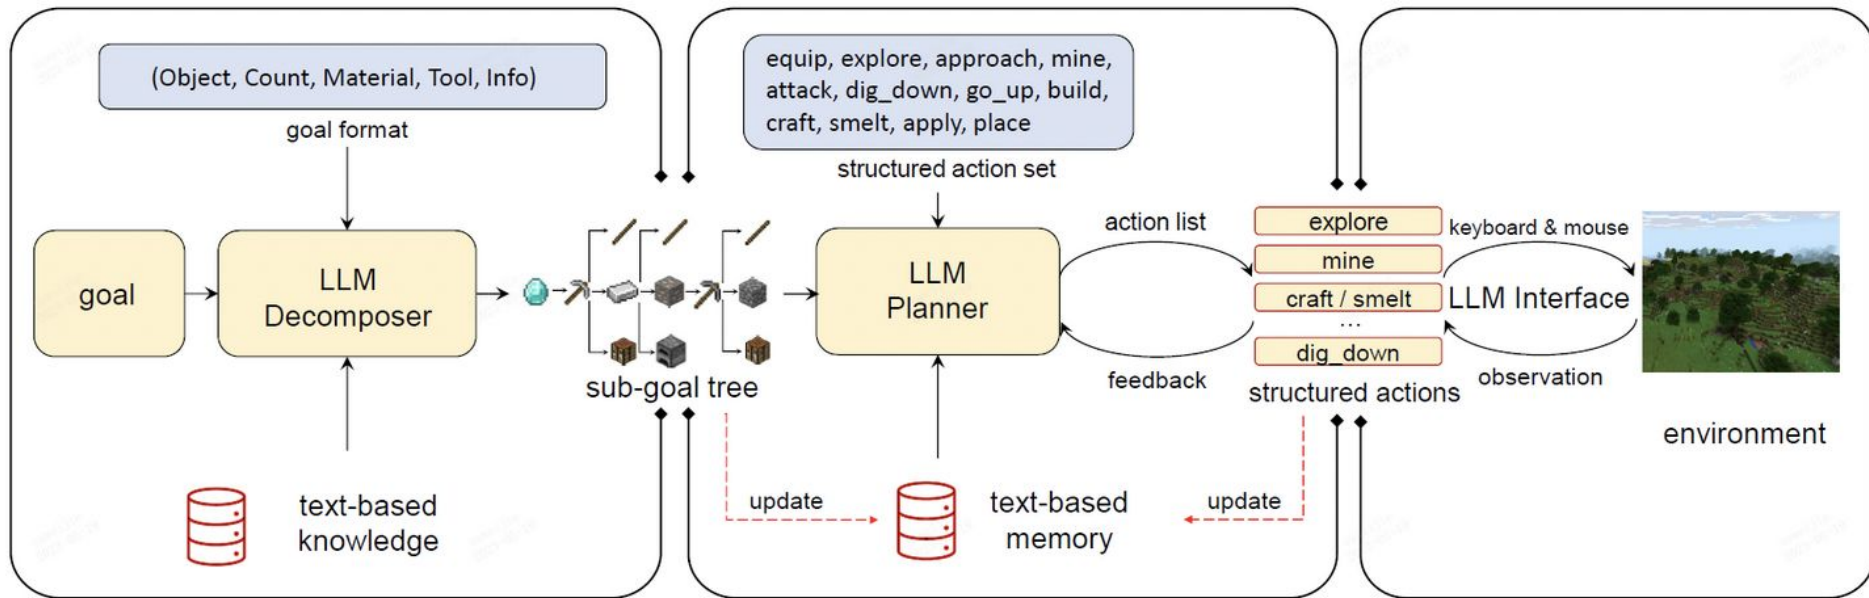 (Object, Count, Material, Tool, Info)
goal format
goal
LLM
Decomposer
text-based
knowledge
sub-goal tree
equip, explore, approach, mine,
attack, dig_down, go_up, build,
craft, smelt, apply, place
structured action set
LLM
Planner
update
text-based
memory
update
action list
feedback
explore
mine
craft / smelt
...
dig_down
structured actions
keyboard & mouse
LLM Interface
observation
environment